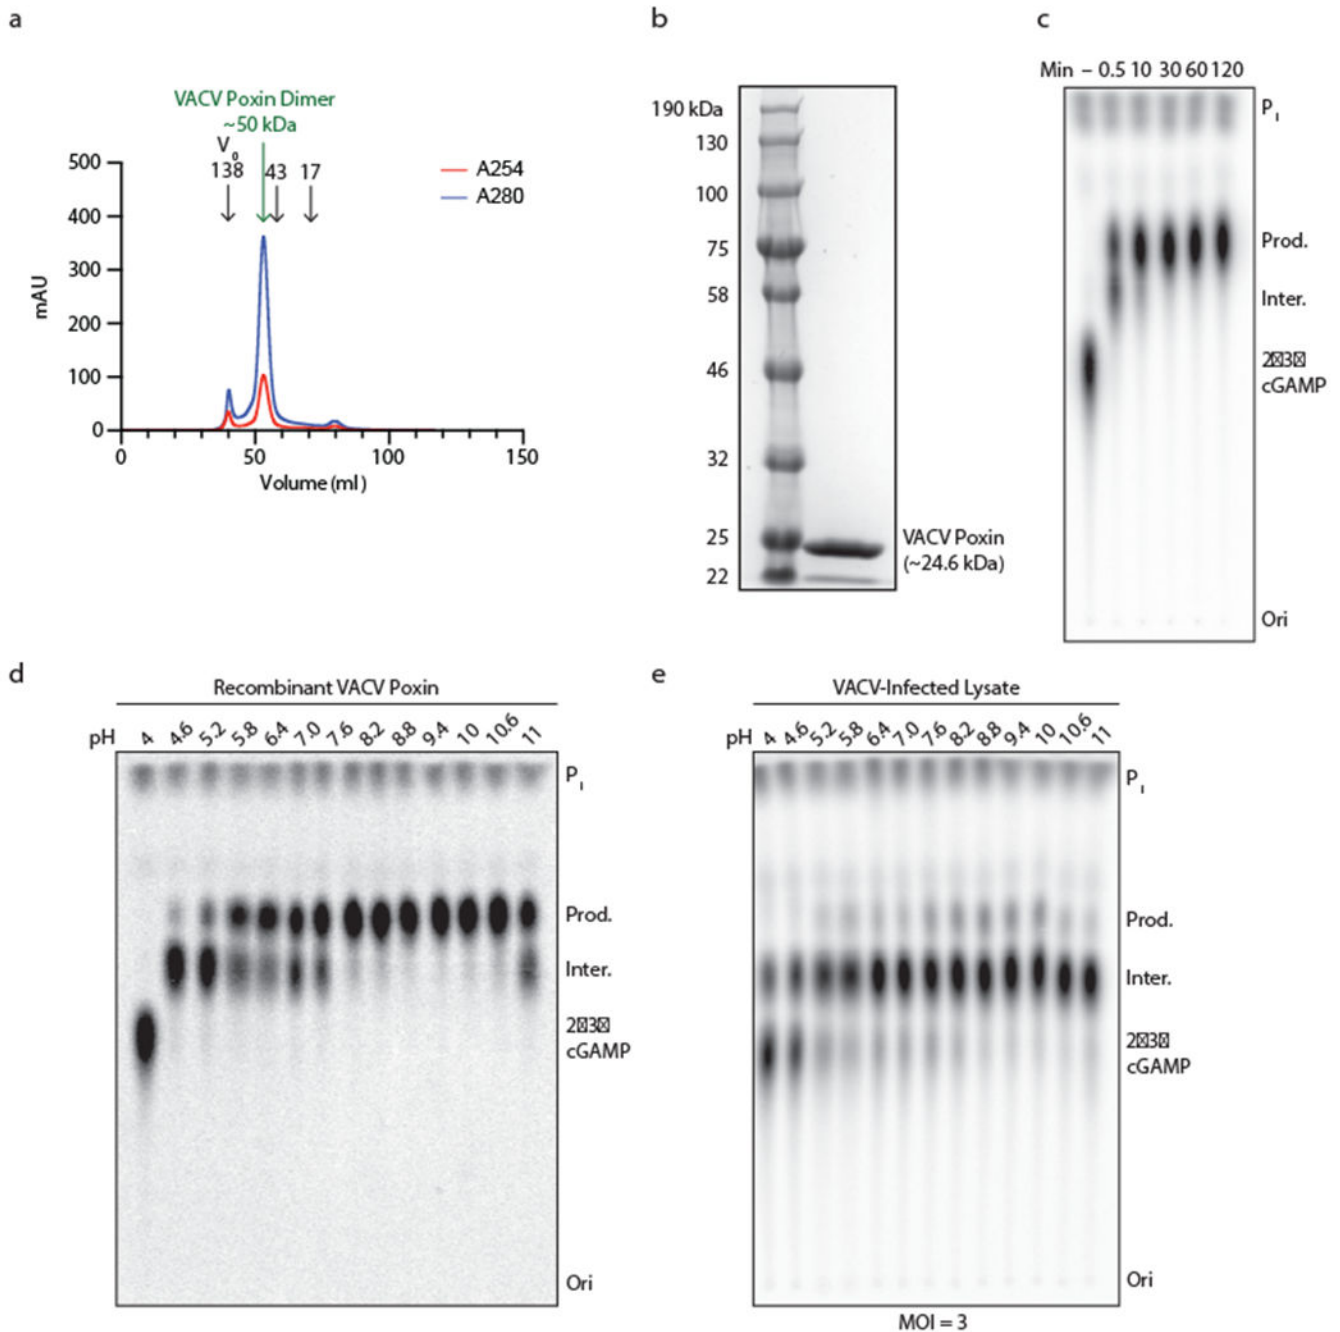 a
VACV Poxin Dimer
~50 kDa
V0
138
43
17
A254
A280
500
400
300
200
100
0
mAU
0
50
100
150
Volume (ml)
b
190 kDa
130
100
75
58
46
32
25
22
VACV Poxin
(~24.6 kDa)
c
Min – 0.5 10 30 60 120
Pi
Prod.
Inter.
2􏰀3􏰀
cGAMP
Ori
d
Recombinant VACV Poxin
pH 4 4.6 5.2 5.8 6.4 7.0 7.6 8.2 8.8 9.4 10 10.6 11
Pi
Prod.
Inter.
2􏰀3􏰀
cGAMP
Ori
e
VACV-Infected Lysate
pH 4 4.6 5.2 5.8 6.4 7.0 7.6 8.2 8.8 9.4 10 10.6 11
Pi
Prod.
Inter.
2􏰀3􏰀
cGAMP
Ori
MOI = 3